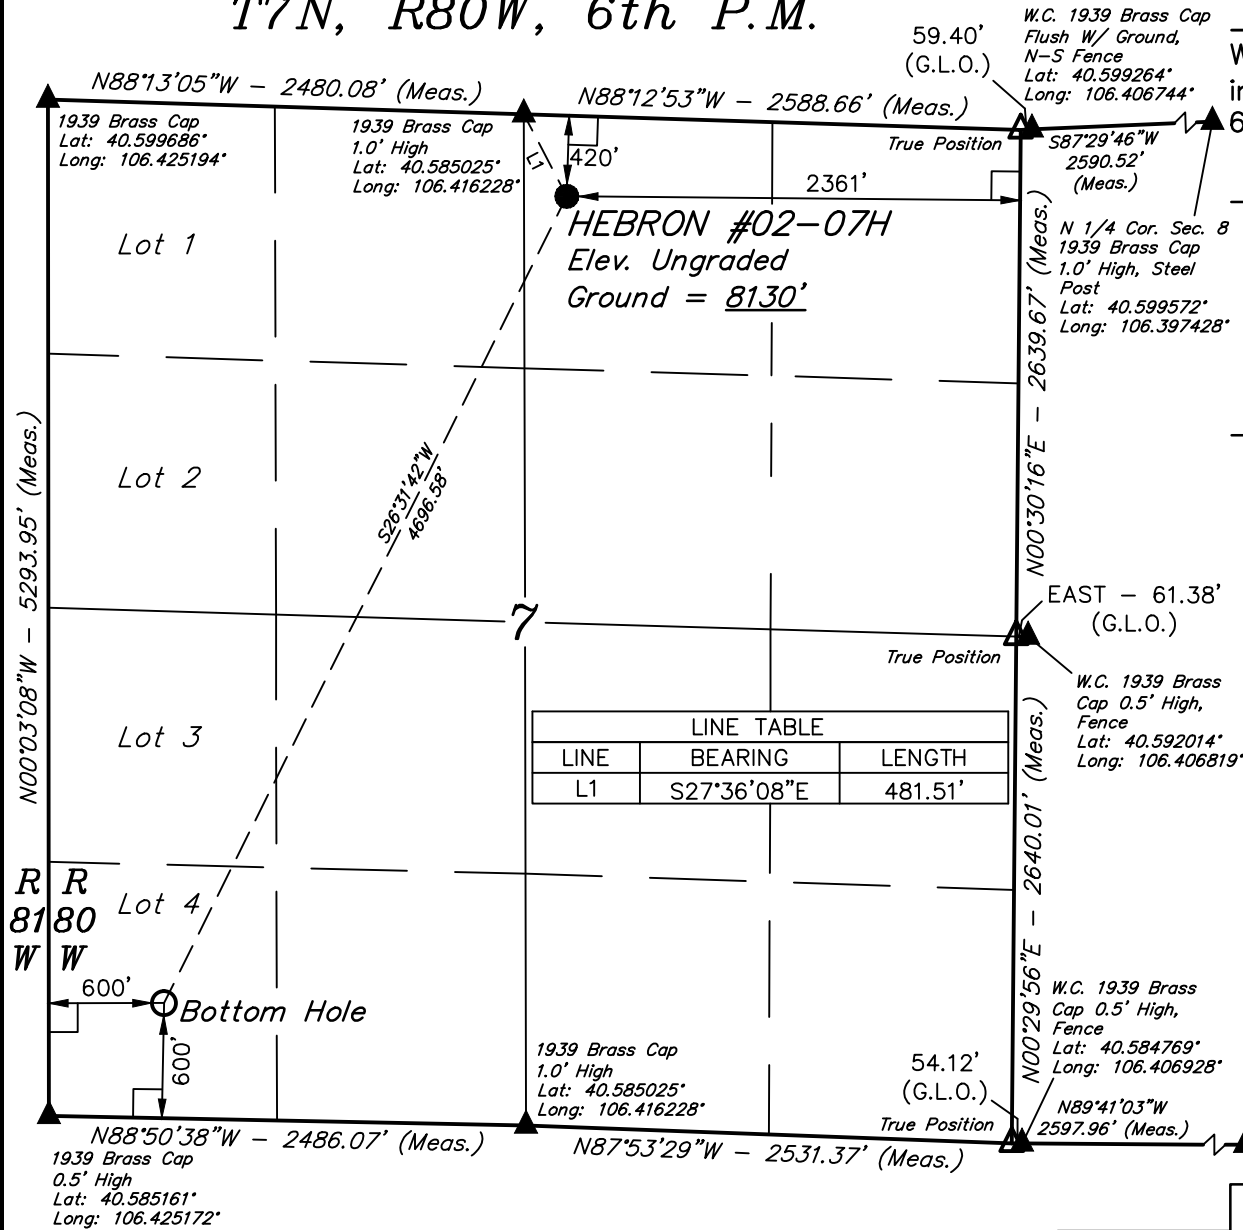 T7N, R80W, 6th P.M.
N88°13'05"W - 2480.08' (Meas.)
N88°12'53"W - 2588.66' (Meas.)
59.40'
(G.L.O.)
W.C. 1939 Brass Cap
Flush W/ Ground,
N-S Fence
Lat: 40.599264°
Long: 106.406744°
1939 Brass Cap
Lat: 40.599686°
Long: 106.425194°
1939 Brass Cap
1.0' High
Lat: 40.585025°
Long: 106.416228°
L1
420'
True Position
S87°29'46"W
2590.52'
(Meas.)
2361'
HEBRON #02-07H
Elev. Ungraded
Ground = 8130'
N 1/4 Cor. Sec. 8
1939 Brass Cap
1.0' High, Steel
Post
Lat: 40.599572°
Long: 106.397428°
Lot 1
N00°30'16"E - 2639.67' (Meas.)
Lot 2
S26°31'42"W
4696.58'
N00°03'08"W - 5293.95' (Meas.)
7
EAST - 61.38'
(G.L.O.)
True Position
W.C. 1939 Brass
Cap 0.5' High,
Fence
Lat: 40.592014°
Long: 106.406819°
Lot 3
LINE TABLE
LINE BEARING LENGTH
L1 S27°36'08"E 481.51'
N00°29'56"E - 2640.01' (Meas.)
R R
81 80
W W
Lot 4
600'
Bottom Hole
600'
1939 Brass Cap
1.0' High
Lat: 40.585025°
Long: 106.416228°
54.12'
(G.L.O.)
True Position
W.C. 1939 Brass
Cap 0.5' High,
Fence
Lat: 40.584769°
Long: 106.406928°
N89°41'03"W
2597.96' (Meas.)
N88°50'38"W - 2486.07' (Meas.)
N87°53'29"W - 2531.37' (Meas.)
1939 Brass Cap
0.5' High
Lat: 40.585161°
Long: 106.425172°